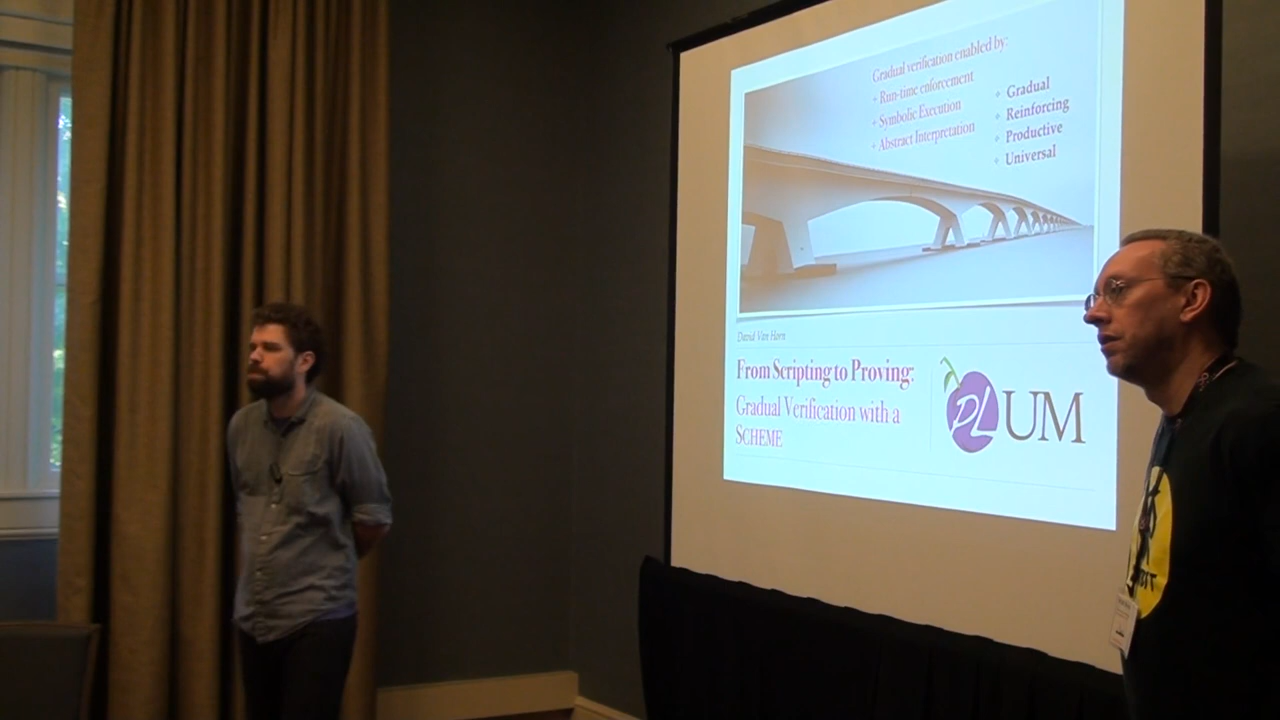 Gradual verification enabled by:
+ Run-time enforcement
+ Symbolic Execution
+ Abstract Interpretation
+ Gradual
+ Reinforcing
+ Productive
+ Universal
David Van Horn
From Scripting to Proving:
Gradual Verification with a
SCHEME
PL UM